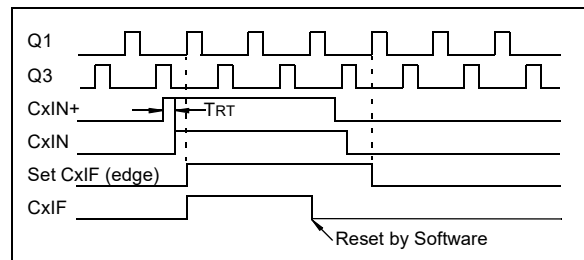 Q1
Q3
CxIN+
TRT
CxIN
Set CxIF (edge)
CxIF
Reset by Software